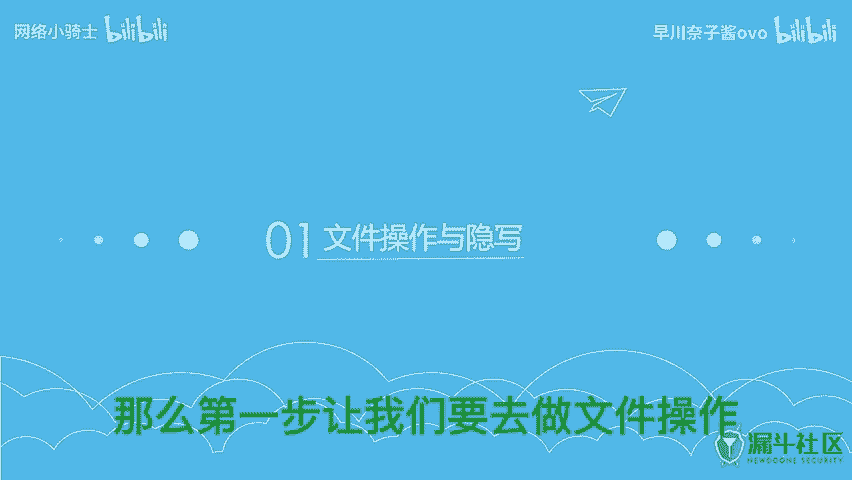 网络小骑士 bilibili
早川奈子酱ovo bilibili
01 文件操作与隐写
那么第一步让我们要去做文件操作
漏斗社区
NEWDOONE SECURITY